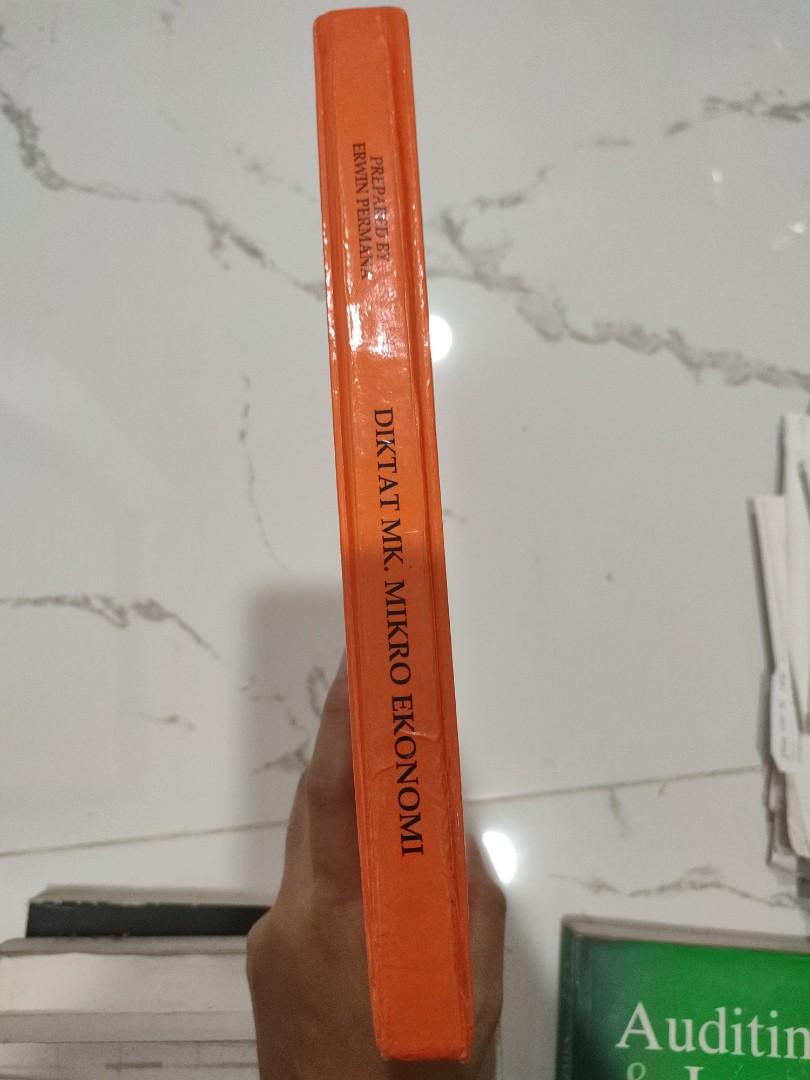 PREPARED BY
ERWIN PERMANA
DIKTAT MK. MIKRO EKONOMI
Auditin
&